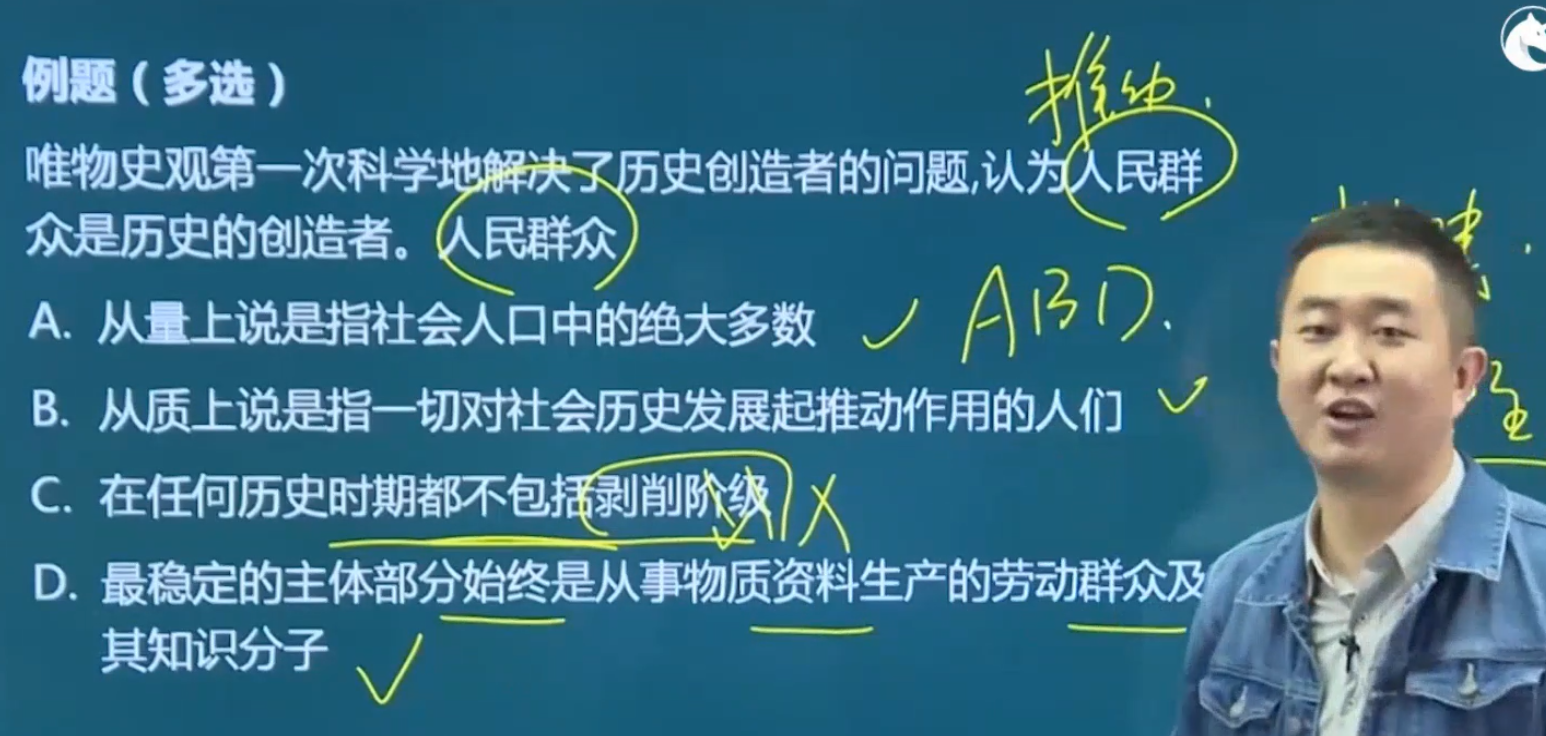 例题（多选）
推动.
唯物史观第一次科学地解决了历史创造者的问题,认为人民群
众是历史的创造者。人民群众
A. 从量上说是指社会人口中的绝大多数
ABD.
B. 从质上说是指一切对社会历史发展起推动作用的人们
C. 在任何历史时期都不包括剥削阶级
D. 最稳定的主体部分始终是从事物质资料生产的劳动群众及
其知识分子